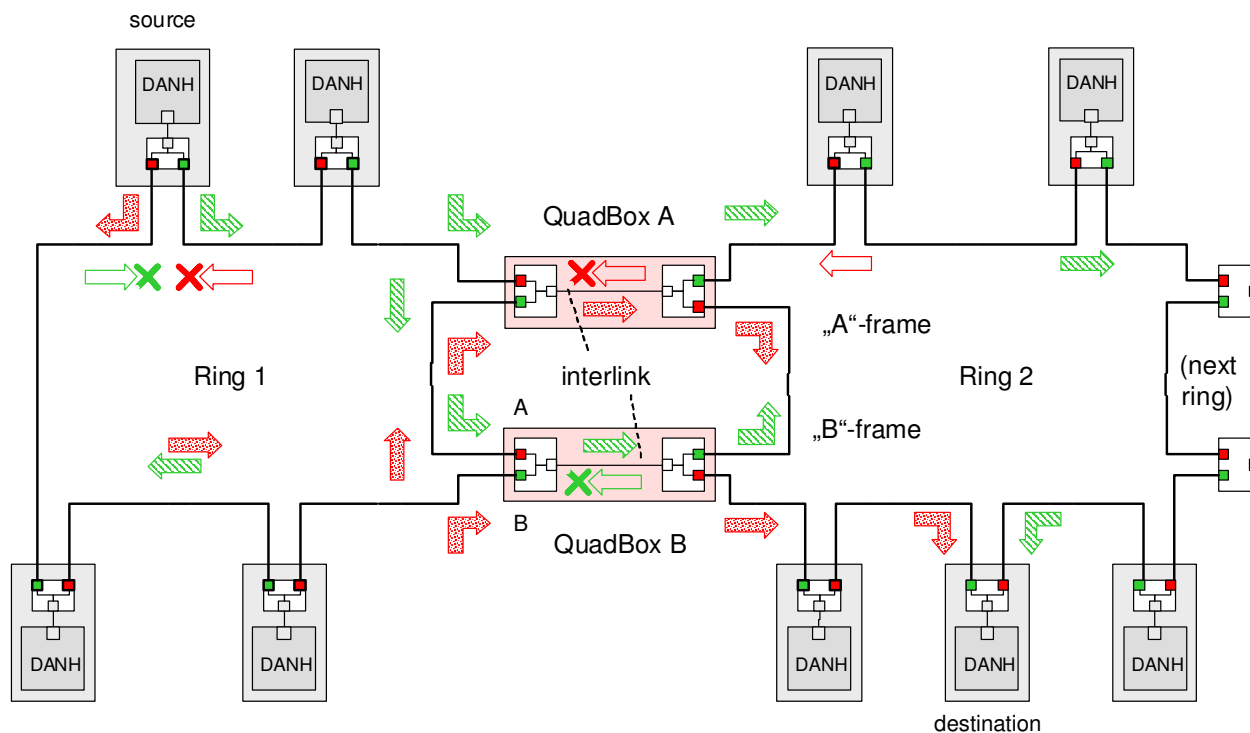 source
DANH
DANH
DANH
DANH
QuadBox A
„A“-frame
Ring 1
interlink
Ring 2
(next
ring)
A
„B“-frame
B
QuadBox B
DANH
DANH
DANH
DANH
DANH
destination